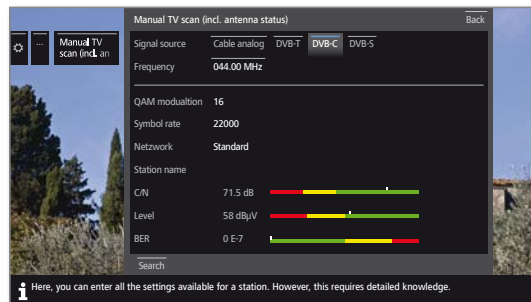 Manual TV scan (incl. antenna status) Back
...
Manual TV
scan (incl. an
Signal source Cable analog DVB-T DVB-C DVB-S
Frequency 044.00 MHz
QAM modualtion 16
Symbol rate 22000
Netzwork Standard
Station name
C/N 71.5 dB
Level 58 dBµV
BER 0 E-7
Search
i Here, you can enter all the settings available for a station. However, this requires detailed knowledge.